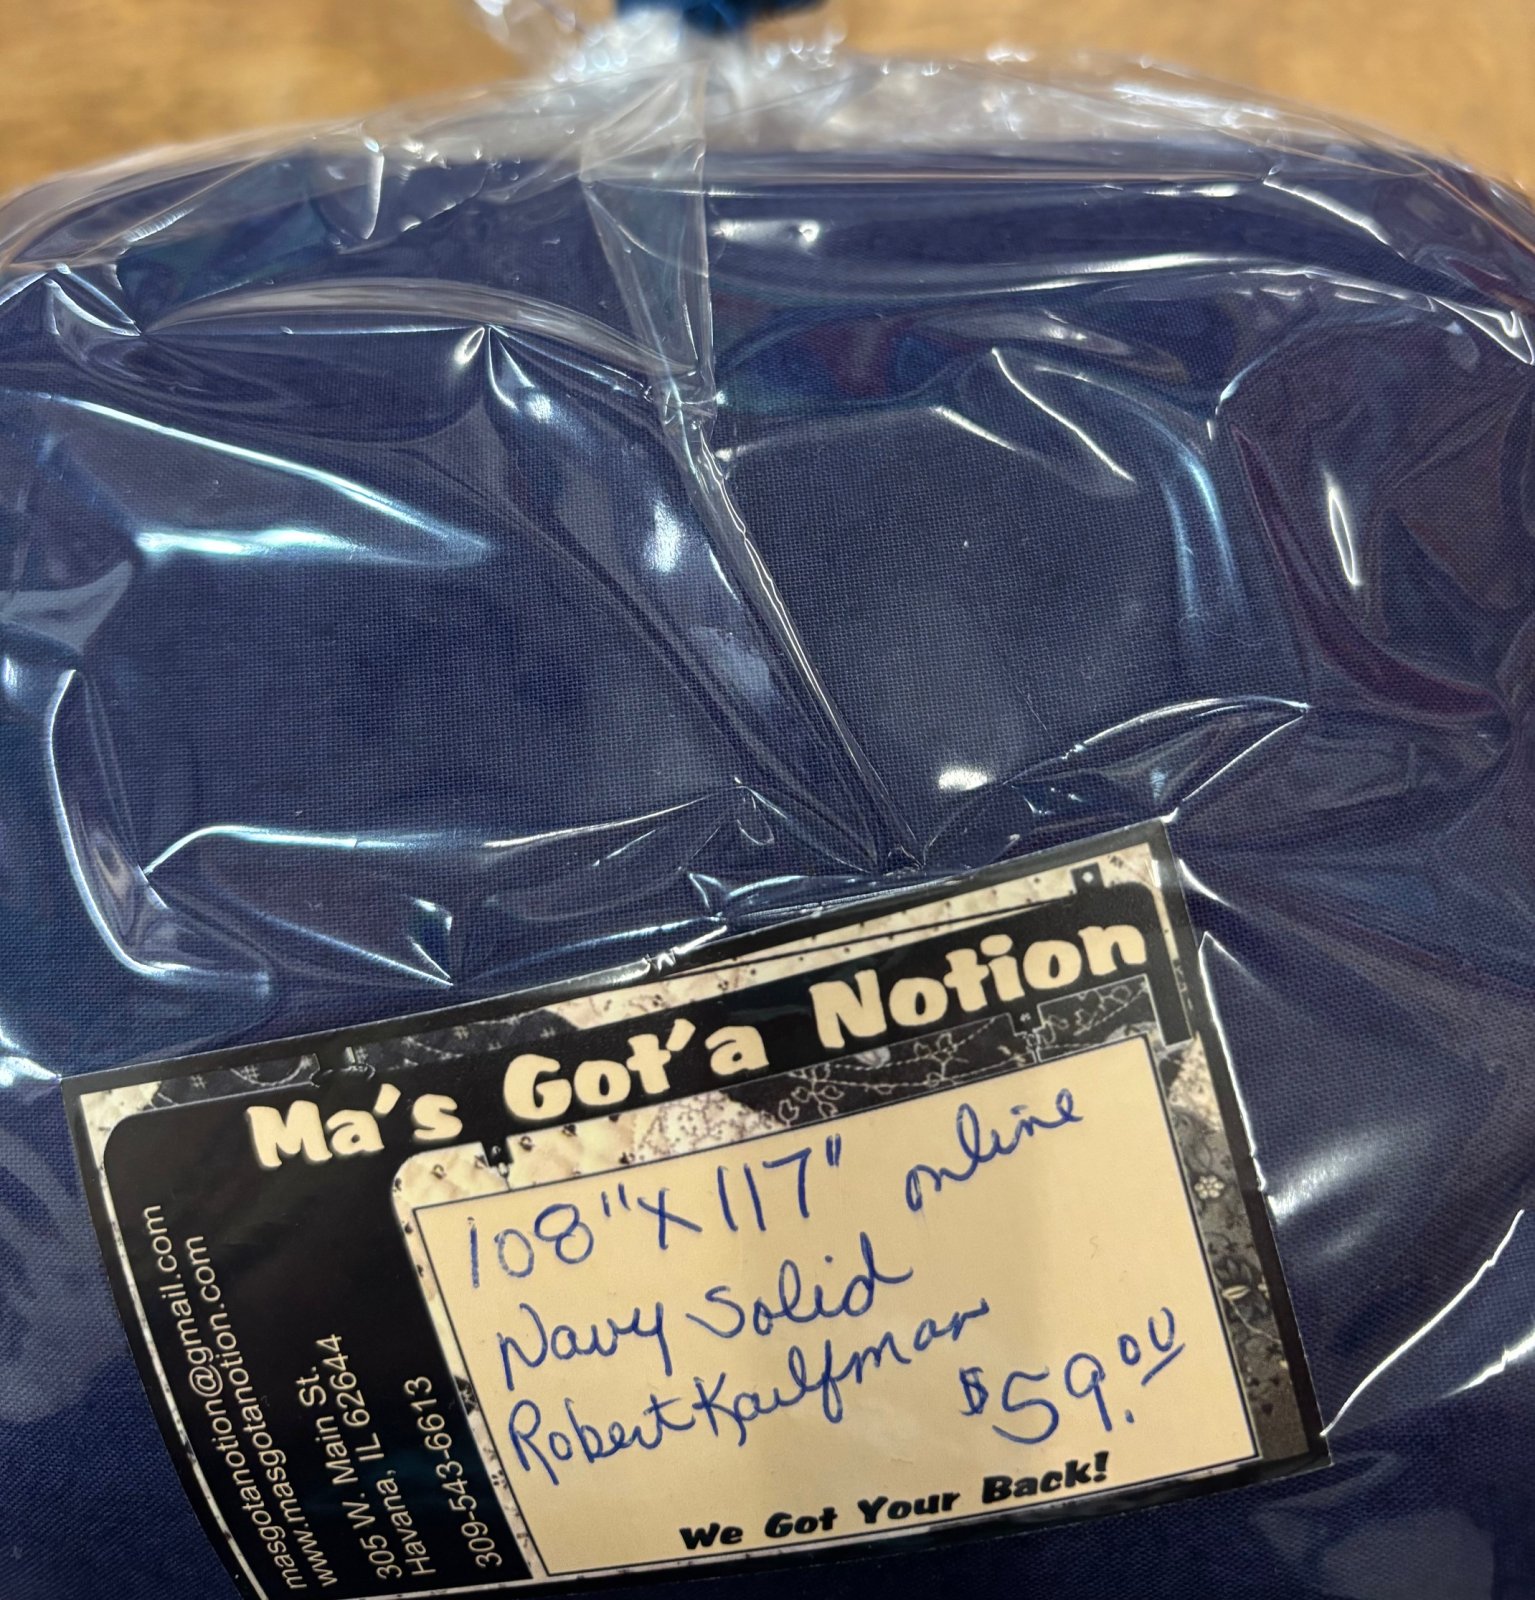 Ma's Got'a Notion
108" x 117" online
Navy Solid
Robert Kaufman
$59.00
We Got Your Back!
masgotanotion@gmail.com
www.masgotanotion.com
305 W. Main St.
Havana, IL 62644
309-543-6613